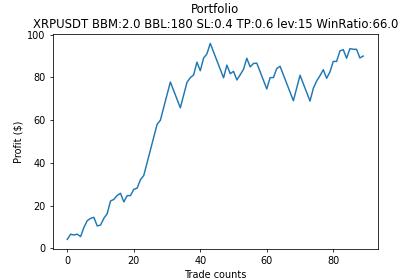 Portfolio
XRPUSDT BBM:2.0 BBL:180 SL:0.4 TP:0.6 lev:15 WinRatio:66.0
100
80
60
40
20
0
Profit ($)
0 20 40 60 80
Trade counts